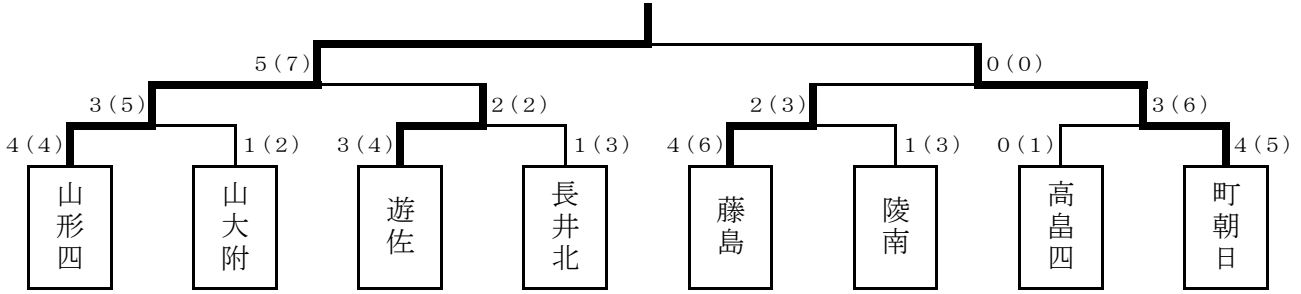 5(7) 0(0)
3(5) 2(2) 2(3) 3(6)
4(4) 1(2) 3(4) 1(3) 4(6) 1(3) 0(1) 4(5)
山形四
山大附
遊佐
長井北
藤島
陵南
高畠四
町朝日